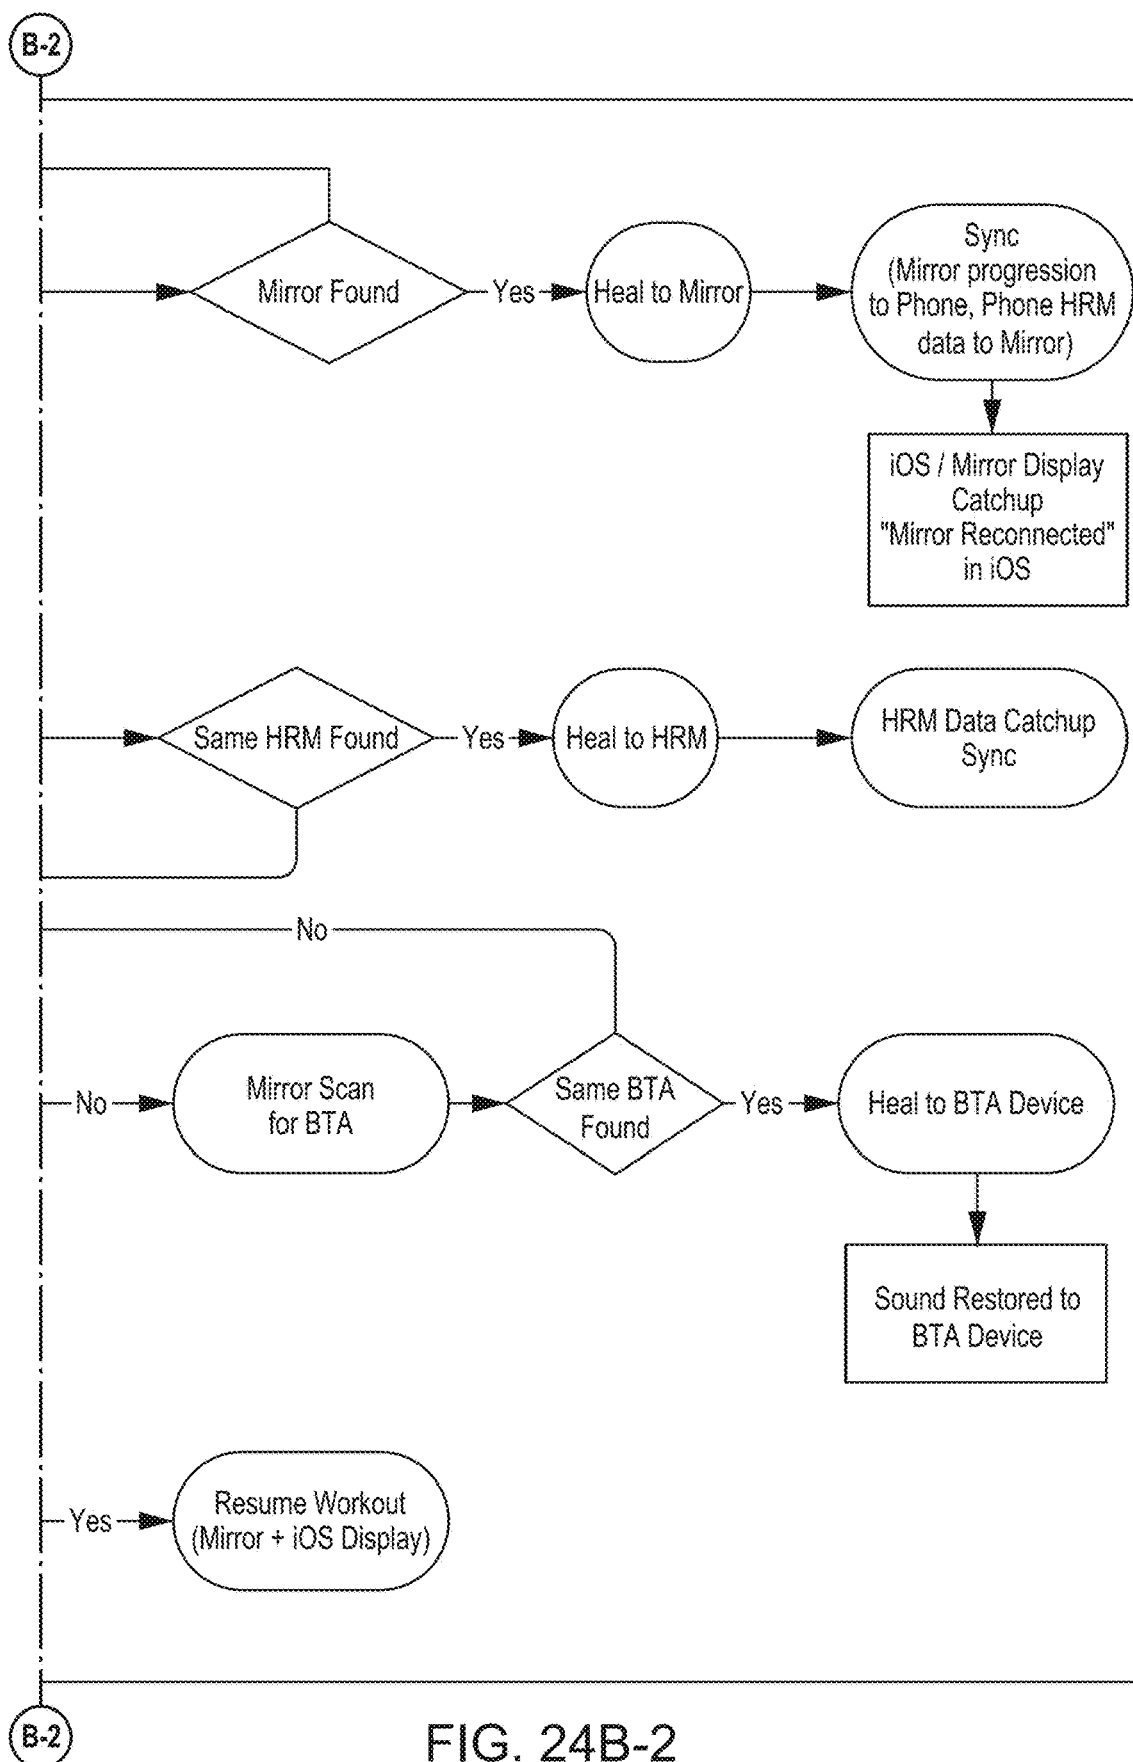 B-2
Mirror Found
Yes
Heal to Mirror
Sync
(Mirror progression
to Phone, Phone HRM
data to Mirror)
iOS / Mirror Display
Catchup
"Mirror Reconnected"
in iOS
Same HRM Found
Yes
Heal to HRM
HRM Data Catchup
Sync
No
No
Mirror Scan
for BTA
Same BTA
Found
Yes
Heal to BTA Device
Sound Restored to
BTA Device
Yes
Resume Workout
(Mirror + iOS Display)
B-2
FIG. 24B-2